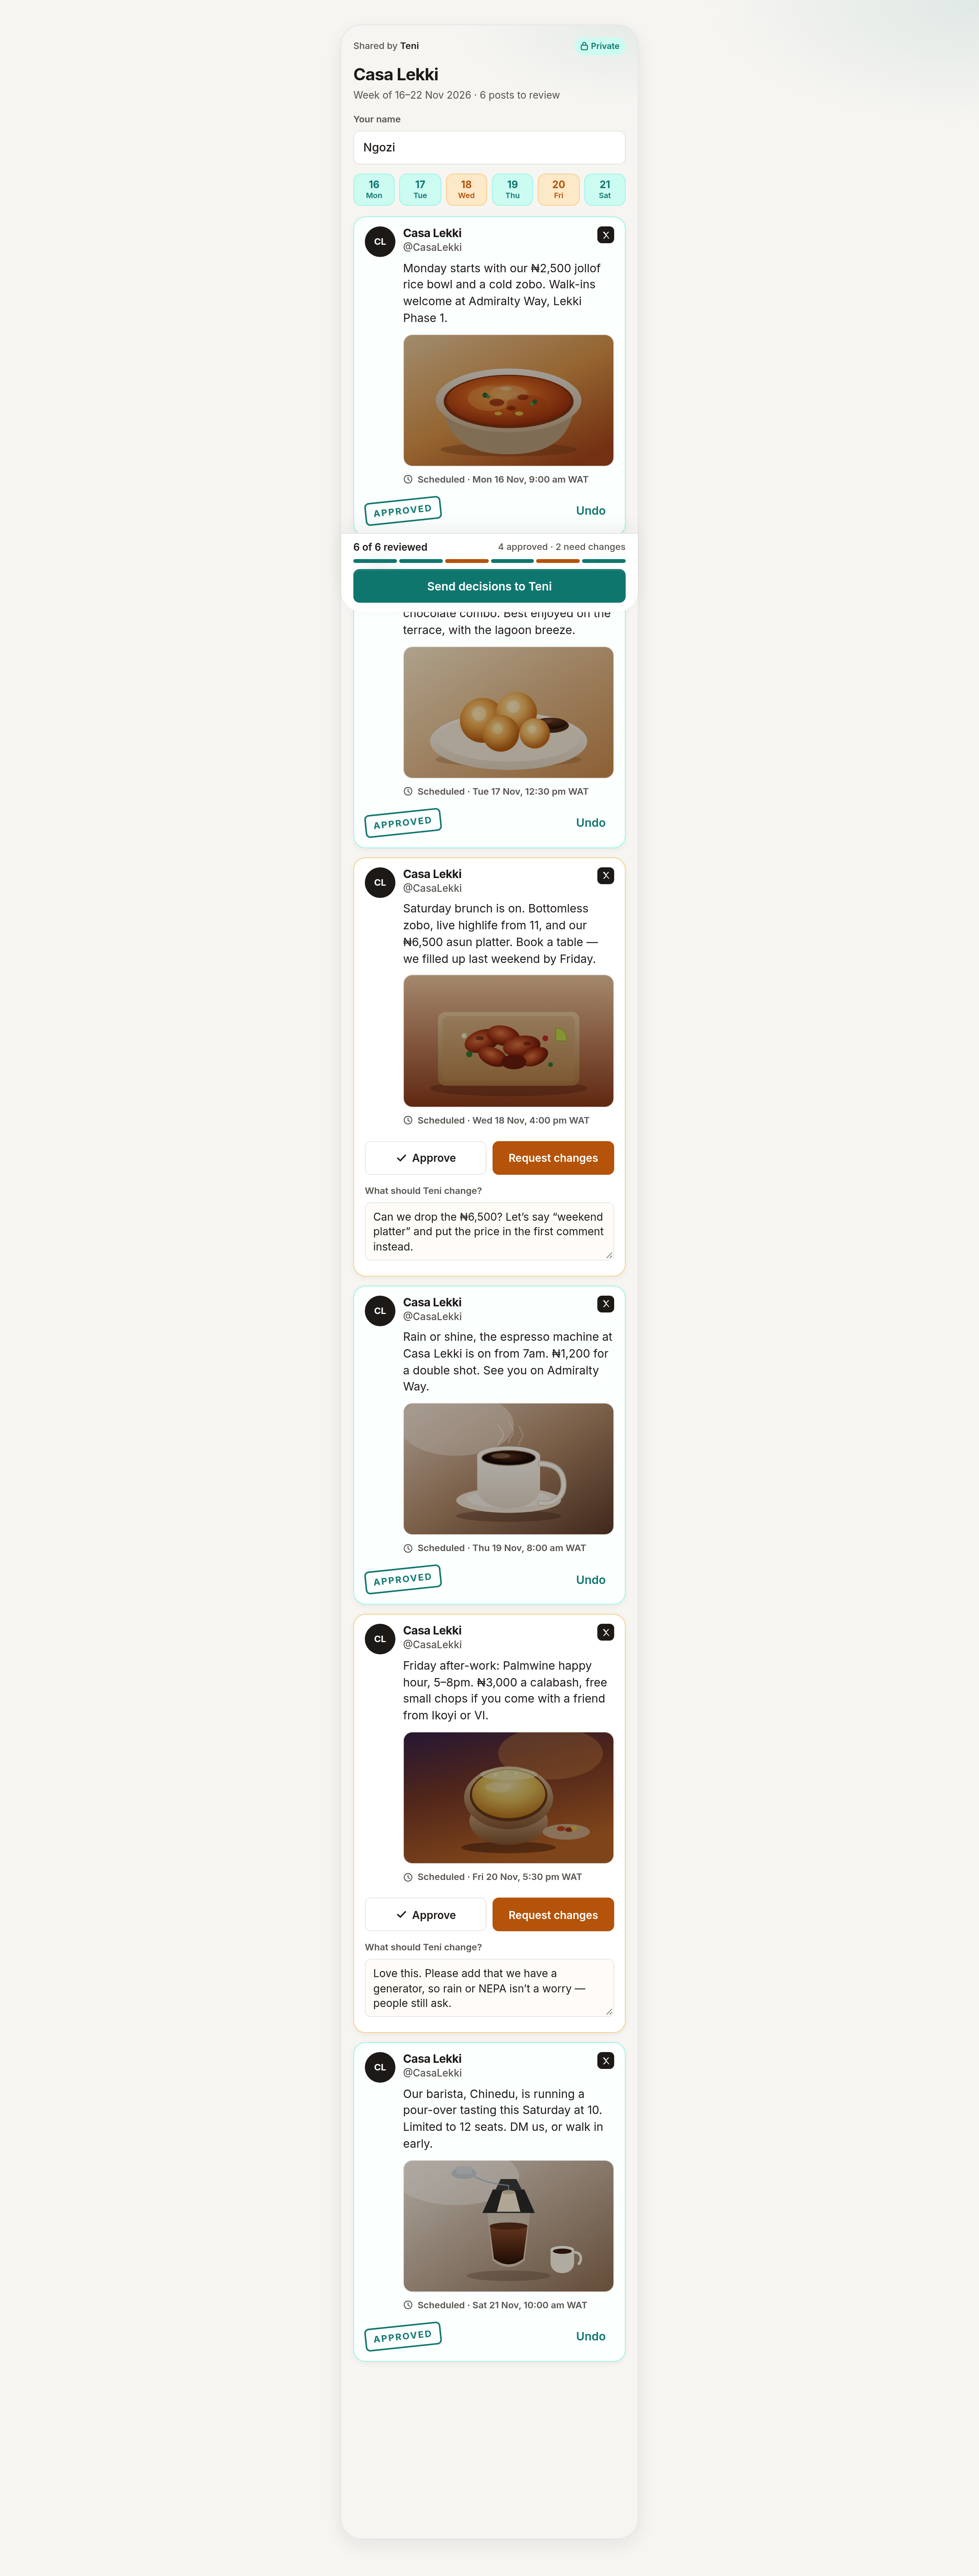 Shared by Teni
Private
Casa Lekki
Week of 16–22 Nov 2026 · 6 posts to review
Your name
Ngozi
16
Mon
17
Tue
18
Wed
19
Thu
20
Fri
21
Sat
CL
Casa Lekki
@CasaLekki
X
Monday starts with our ₦2,500 jollof
rice bowl and a cold zobo. Walk-ins
welcome at Admiralty Way, Lekki
Phase 1.
Scheduled · Mon 16 Nov, 9:00 am WAT
APPROVED
Undo
6 of 6 reviewed
4 approved · 2 need changes
Send decisions to Teni
chocolate combo. Best enjoyed on the
terrace, with the lagoon breeze.
Scheduled · Tue 17 Nov, 12:30 pm WAT
APPROVED
Undo
CL
Casa Lekki
@CasaLekki
X
Saturday brunch is on. Bottomless
zobo, live highlife from 11, and our
₦6,500 asun platter. Book a table —
we filled up last weekend by Friday.
Scheduled · Wed 18 Nov, 4:00 pm WAT
Approve
Request changes
What should Teni change?
Can we drop the ₦6,500? Let’s say “weekend
platter” and put the price in the first comment
instead.
CL
Casa Lekki
@CasaLekki
X
Rain or shine, the espresso machine at
Casa Lekki is on from 7am. ₦1,200 for
a double shot. See you on Admiralty
Way.
Scheduled · Thu 19 Nov, 8:00 am WAT
APPROVED
Undo
CL
Casa Lekki
@CasaLekki
X
Friday after-work: Palmwine happy
hour, 5–8pm. ₦3,000 a calabash, free
small chops if you come with a friend
from Ikoyi or VI.
Scheduled · Fri 20 Nov, 5:30 pm WAT
Approve
Request changes
What should Teni change?
Love this. Please add that we have a
generator, so rain or NEPA isn’t a worry —
people still ask.
CL
Casa Lekki
@CasaLekki
X
Our barista, Chinedu, is running a
pour-over tasting this Saturday at 10.
Limited to 12 seats. DM us, or walk in
early.
Scheduled · Sat 21 Nov, 10:00 am WAT
APPROVED
Undo